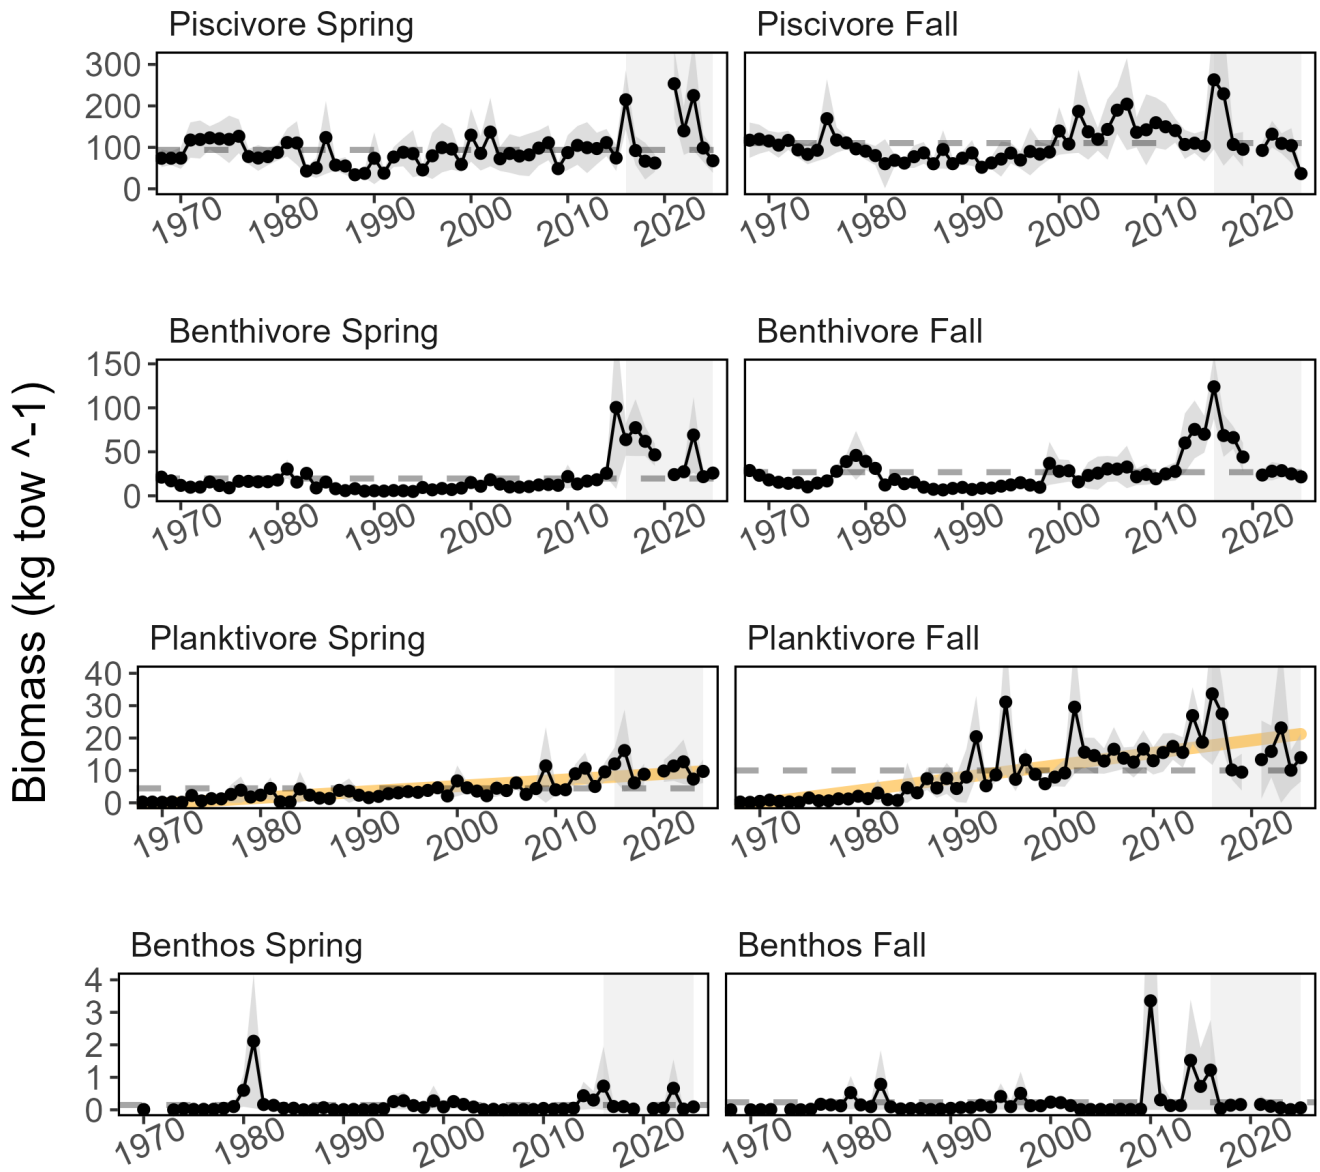 Piscivore Spring
Piscivore Fall
300
200
100
0
1970 1980 1990 2000 2010 2020
1970 1980 1990 2000 2010 2020
Benthivore Spring
Benthivore Fall
150
100
50
0
1970 1980 1990 2000 2010 2020
1970 1980 1990 2000 2010 2020
Biomass (kg tow ^-1)
Planktivore Spring
Planktivore Fall
40
30
20
10
0
1970 1980 1990 2000 2010 2020
1970 1980 1990 2000 2010 2020
Benthos Spring
Benthos Fall
4
3
2
1
0
1970 1980 1990 2000 2010 2020
1970 1980 1990 2000 2010 2020